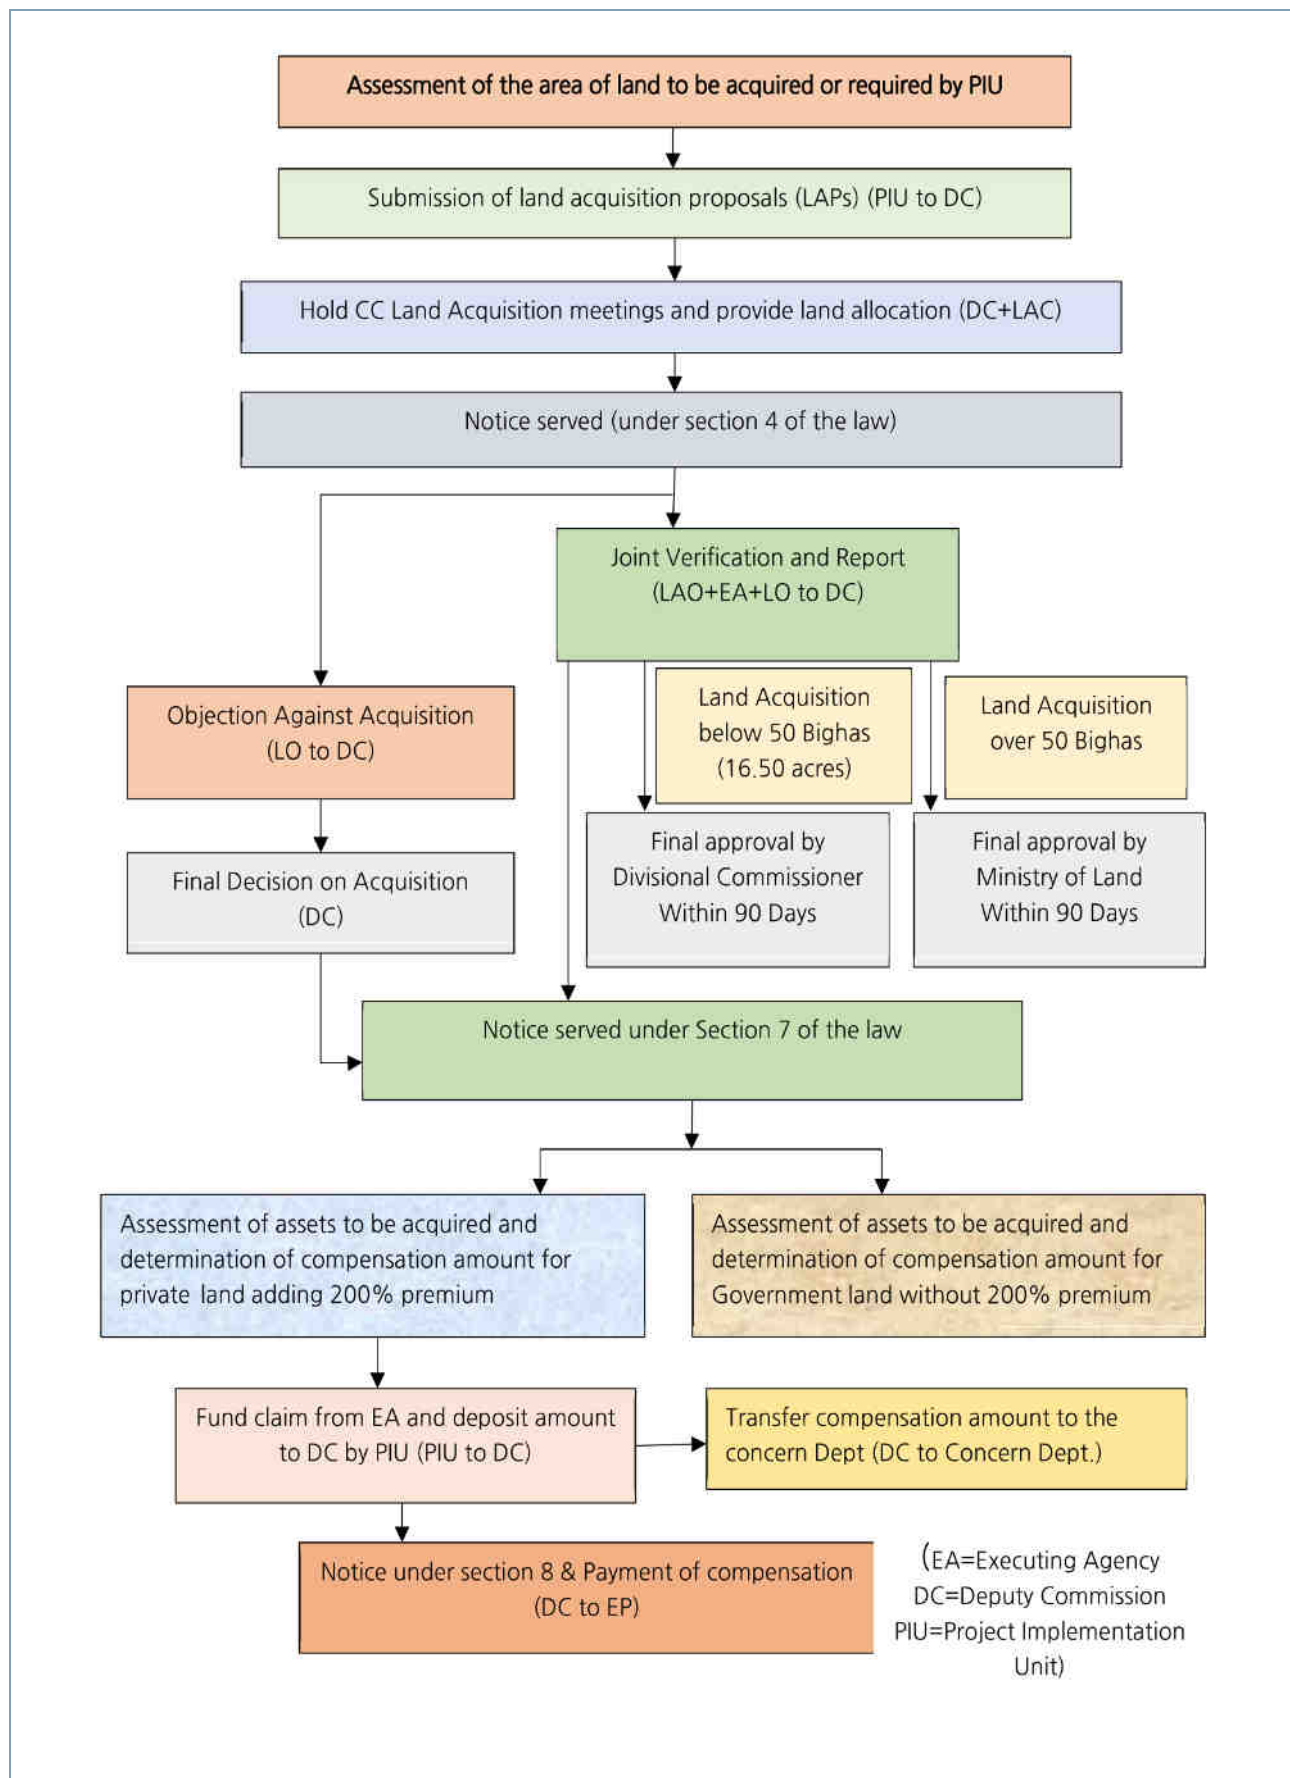 Assessment of the area of land to be acquired or required by PIU
Submission of land acquisition proposals (LAPs) (PIU to DC)
Hold CC Land Acquisition meetings and provide land allocation (DC+LAC)
Notice served (under section 4 of the law)
Joint Verification and Report
(LAO+EA+LO to DC)
Objection Against Acquisition
(LO to DC)
Land Acquisition
below 50 Bighas
(16.50 acres)
Land Acquisition
over 50 Bighas
Final Decision on Acquisition
(DC)
Final approval by
Divisional Commissioner
Within 90 Days
Final approval by
Ministry of Land
Within 90 Days
Notice served under Section 7 of the law
Assessment of assets to be acquired and
determination of compensation amount for
private land adding 200% premium
Assessment of assets to be acquired and
determination of compensation amount for
Government land without 200% premium
Fund claim from EA and deposit amount
to DC by PIU (PIU to DC)
Transfer compensation amount to the
concern Dept (DC to Concern Dept.)
Notice under section 8 & Payment of compensation
(DC to EP)
(EA=Executing Agency
DC=Deputy Commission
PIU=Project Implementation
Unit)